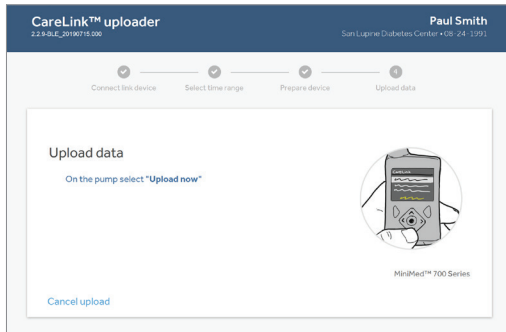 CareLink™ uploader
Paul Smith
2.2.9-BLE_20190715.000
San Lupine Diabetes Center • 08-24-1991
4
Connect link device
Select time range
Prepare device
Upload data
Upload data
On the pump select "Upload now"
CareLink
MiniMed™ 700 Series
Cancel upload